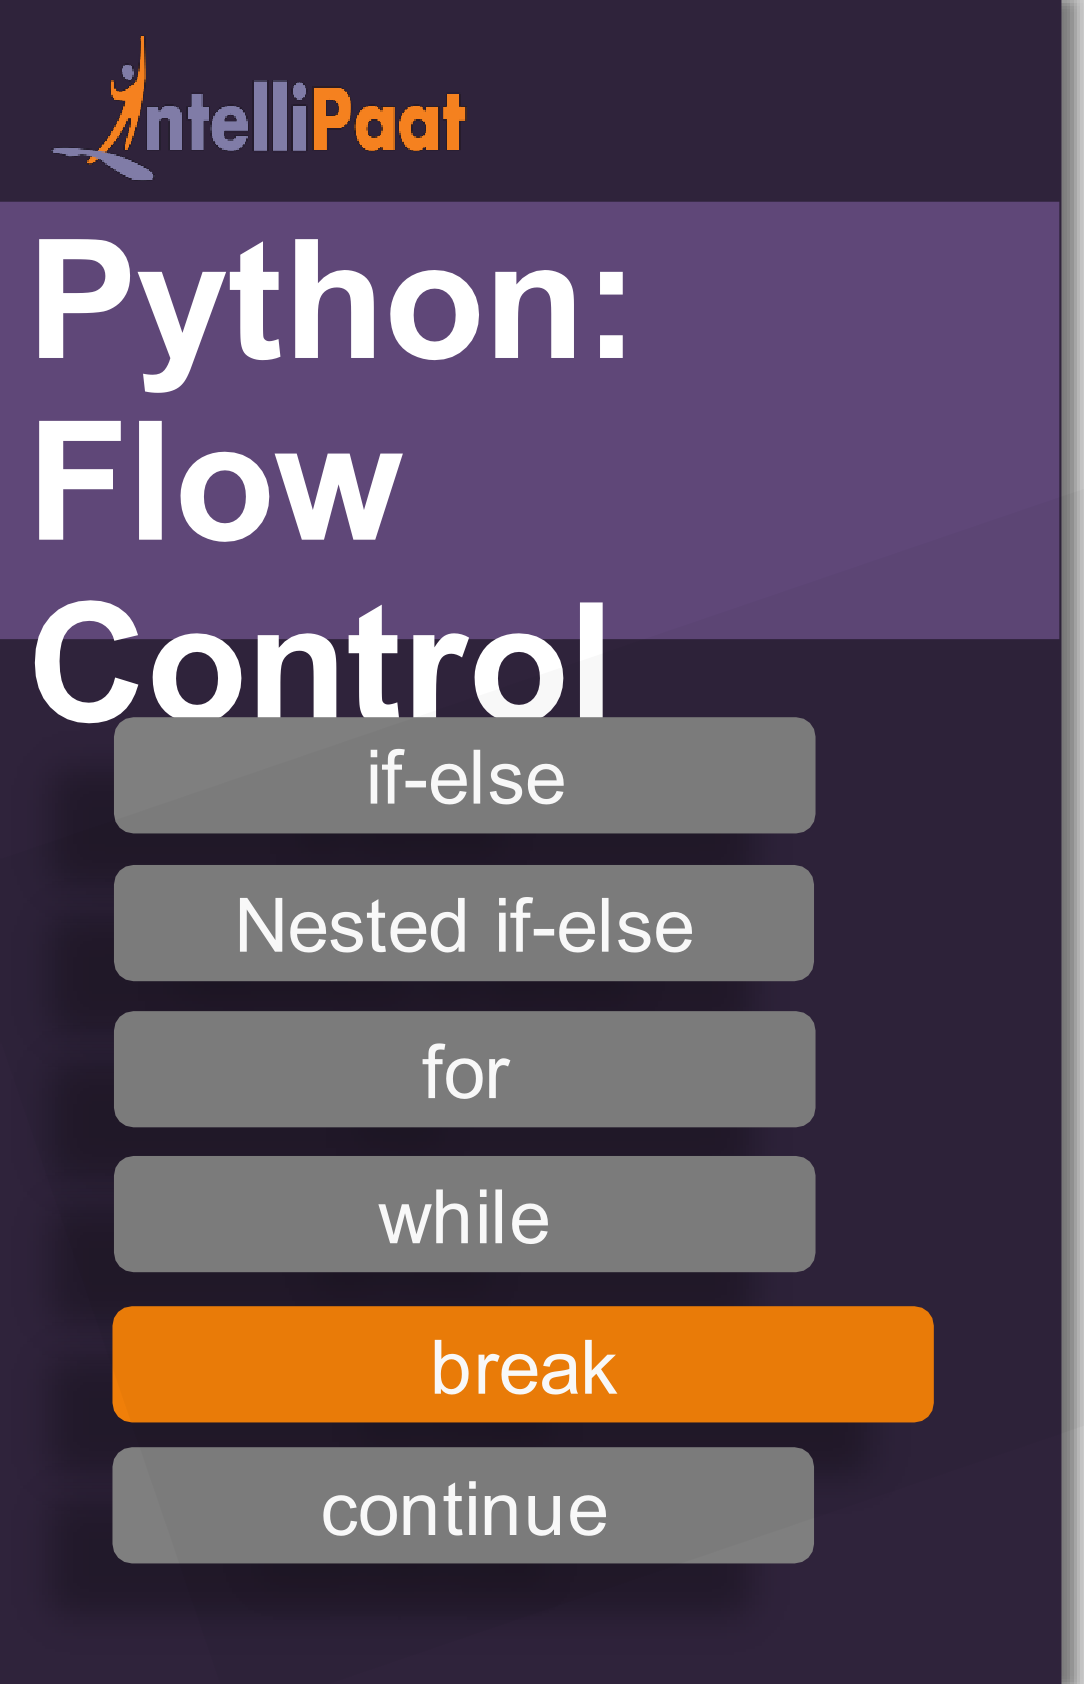 IntelliPaat
Python:
Flow
Control
if-else
Nested if-else
for
while
break
continue